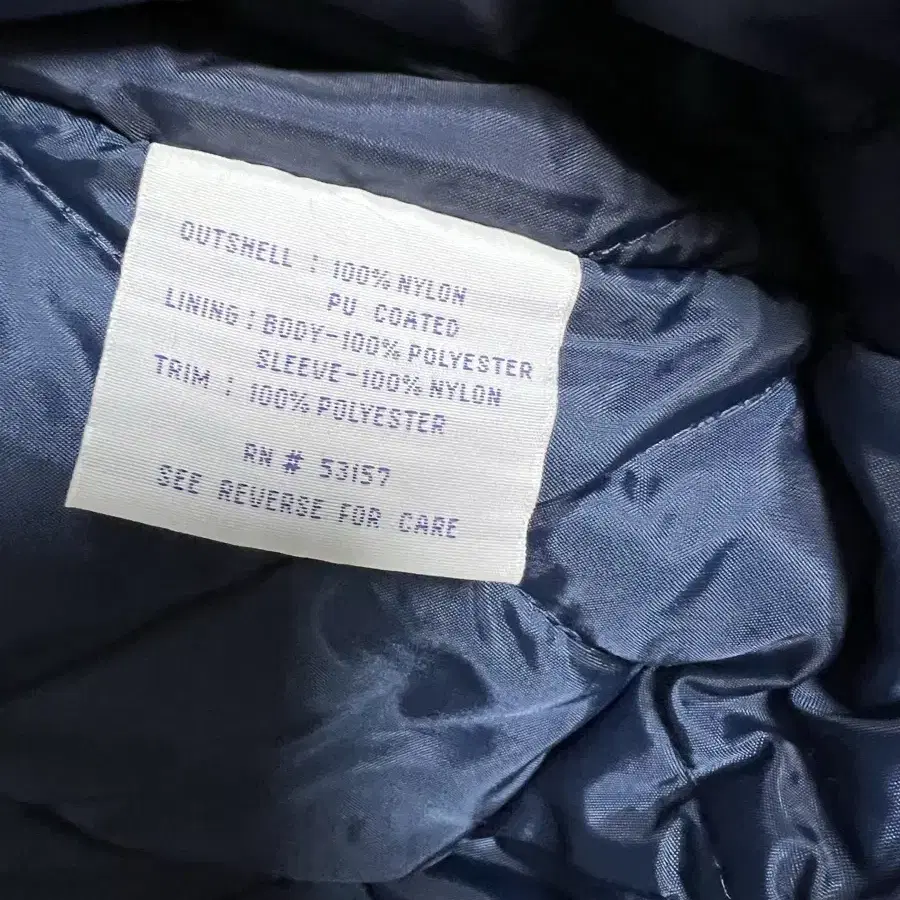 OUTSHELL : 100% NYLON
PU COATED
LINING : BODY-100% POLYESTER
SLEEVE-100% NYLON
TRIM : 100% POLYESTER
RN # 53157
SEE REVERSE FOR CARE